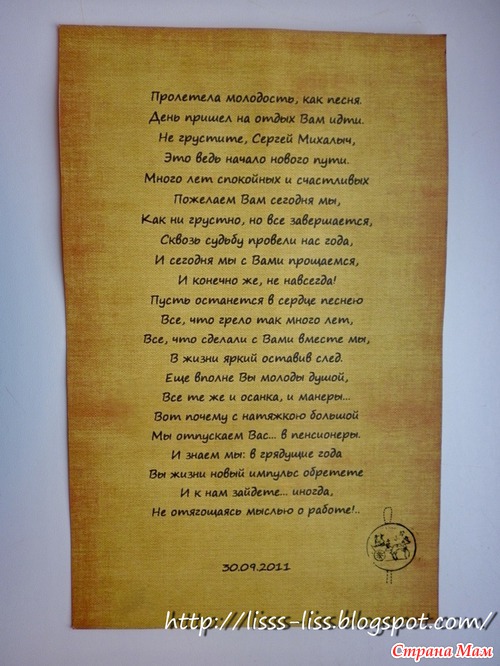 Пролетела молодость, как песня.
День пришел на отдых Вам идти.
Не грустите, Сергей Михалыч,
Это ведь начало нового пути.
Много лет спокойных и счастливых
Пожелаем Вам сегодня мы,
Как ни грустно, но все завершается,
Сквозь судьбу провели нас года,
И сегодня мы с Вами прощаемся,
И конечно же, не навсегда!
Пусть останется в сердце песнею
Все, что грело так много лет,
Все, что сделали с Вами вместе мы,
В жизни яркий оставив след.
Еще вполне Вы молоды душой,
Все те же и осанка, и манеры...
Вот почему с натяжкою большой
Мы отпускаем Вас... в пенсионеры.
И знаем мы: в грядущие года
Вы жизни новый импульс обретете
И к нам зайдете... иногда,
Не отягощаясь мыслью о работе!..
30.09.2011
http://lisss-liss.blogspot.com/
Страна Мам